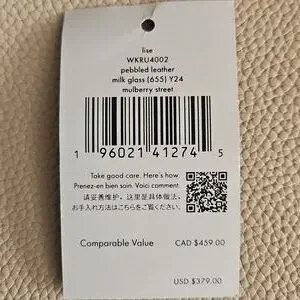 lise
WKRU4002
pebbled leather
milk glass (655) Y24
mulberry street
1 96021 41274 5
Take good care. Here's how.
Prenez-en bien soin. Voici comment.
请妥善维护。这里是具体做法。
お手入れ方法はこちらをご覧ください。
Comparable Value CAD $459.00
USD $379.00